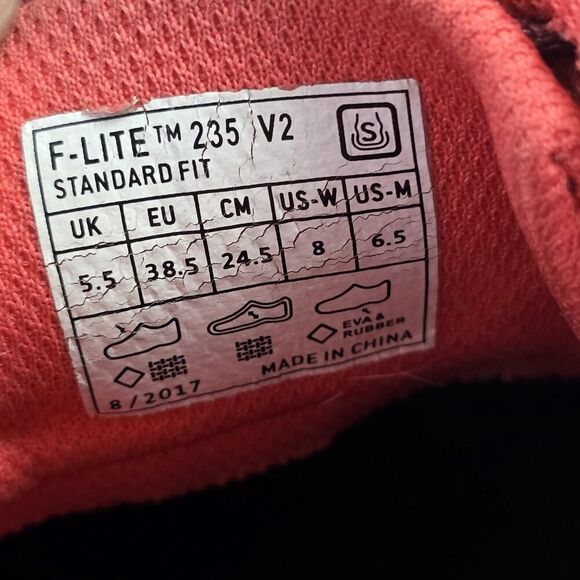 F-LITE™ 235 V2
STANDARD FIT
S
UK EU CM US-W US-M
5.5 38.5 24.5 8 6.5
EVA &
RUBBER
8/2017 MADE IN CHINA